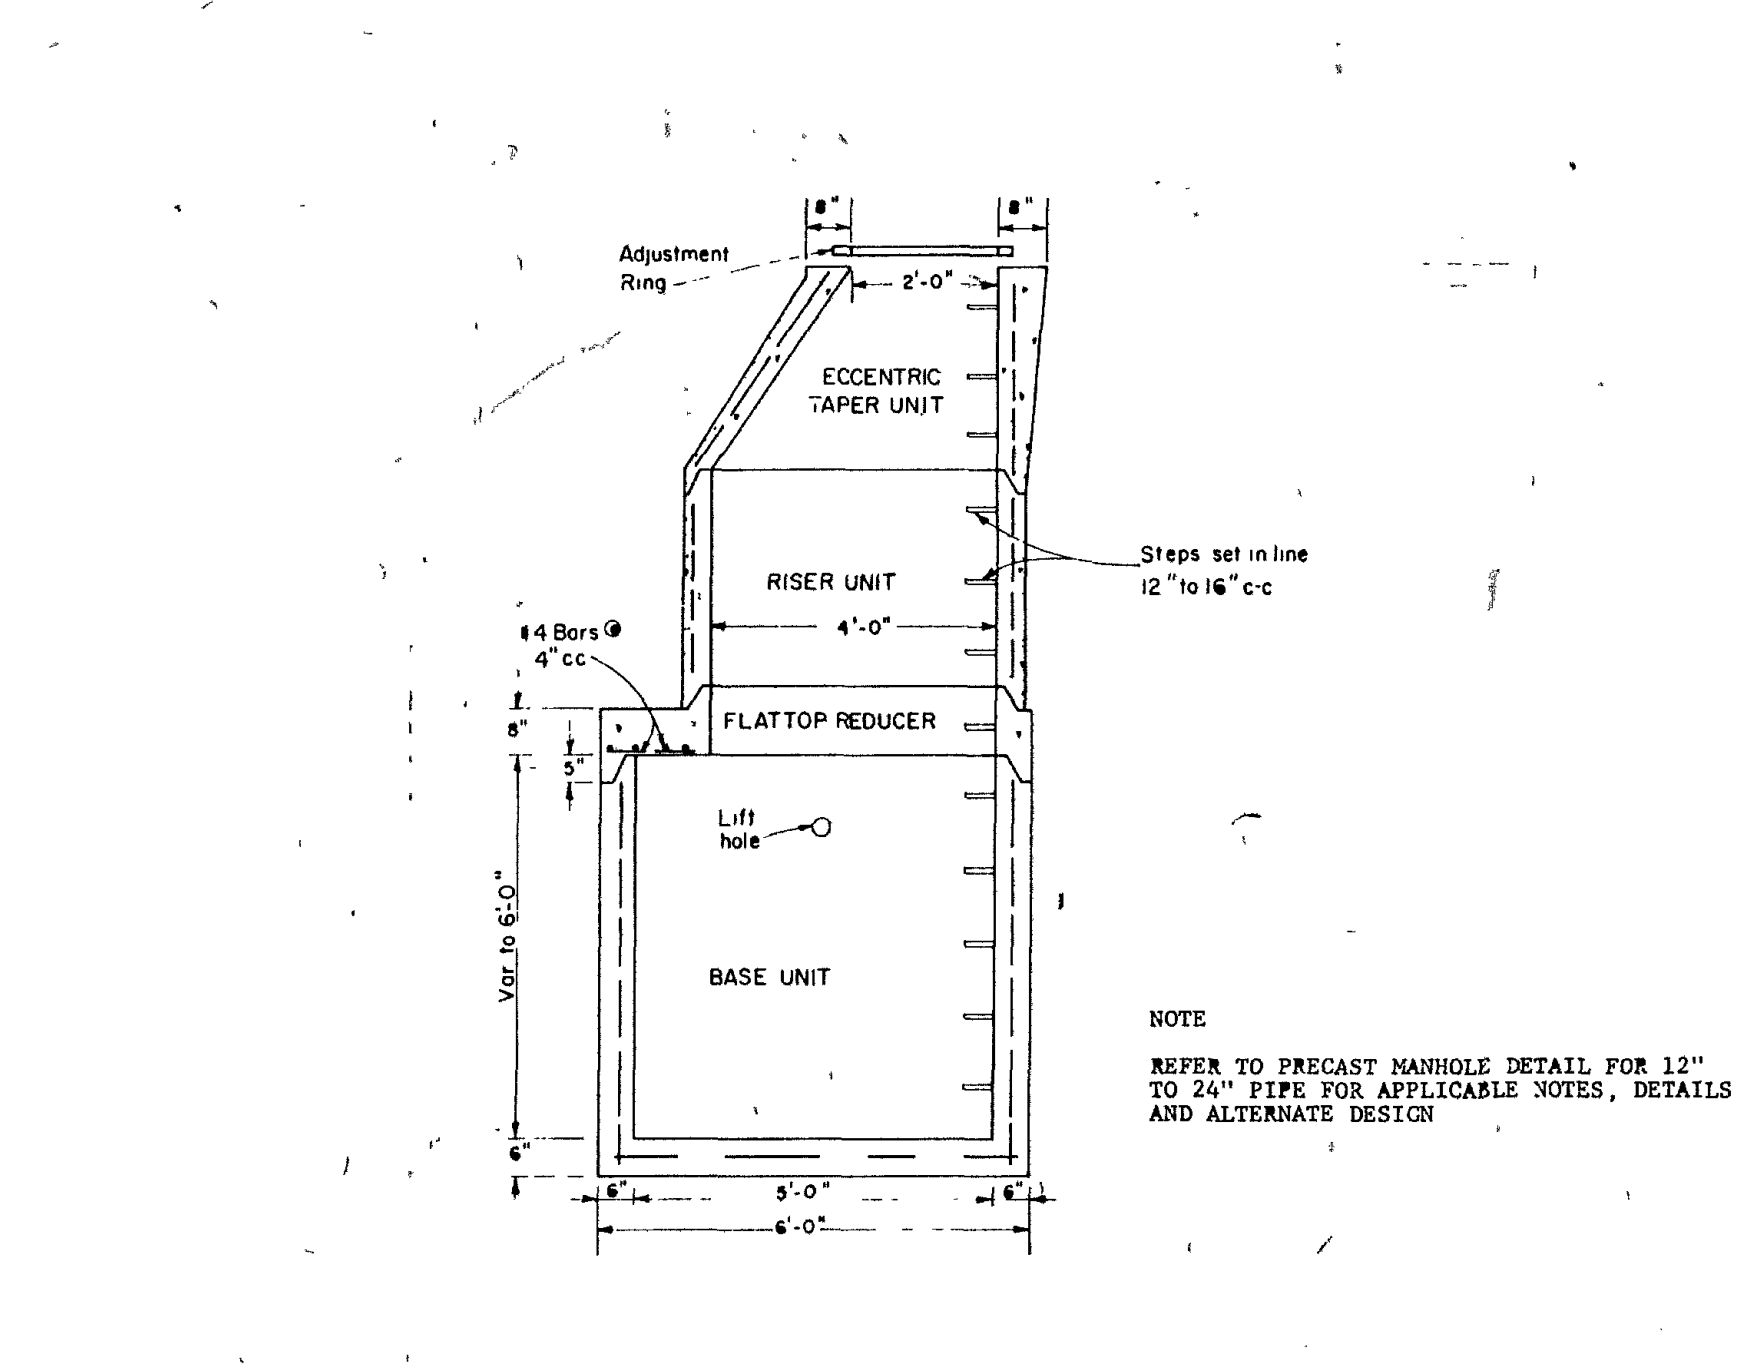 8"
8"
Adjustment
Ring
2'-0"
ECCENTRIC
TAPER UNIT
Steps set in line
12" to 16" c-c
RISER UNIT
4'-0"
#4 Bars @
4" cc
FLATTOP REDUCER
8"
5"
Lift
hole
Var to 6'-0"
BASE UNIT
NOTE
REFER TO PRECAST MANHOLE DETAIL FOR 12"
TO 24" PIPE FOR APPLICABLE NOTES, DETAILS
AND ALTERNATE DESIGN
6"
6"
5'-0"
6"
6'-0"